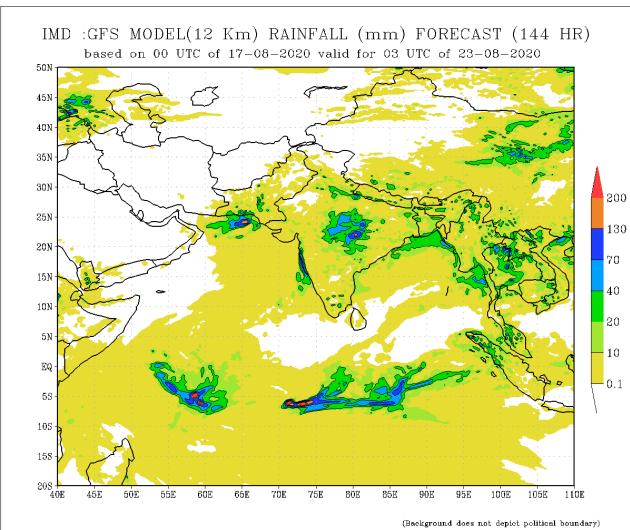 IMD :GFS MODEL(12 Km) RAINFALL (mm) FORECAST (144 HR)
based on 00 UTC of 17-08-2020 valid for 03 UTC of 23-08-2020
50N
45N
40N
35N
30N
25N
20N
15N
10N
5N
EQ
5S
10S
15S
20S
40E 45E 50E 55E 60E 65E 70E 75E 80E 85E 90E 95E 100E 105E 110E
200
130
70
40
20
10
0.1
(Background does not depict political boundary)